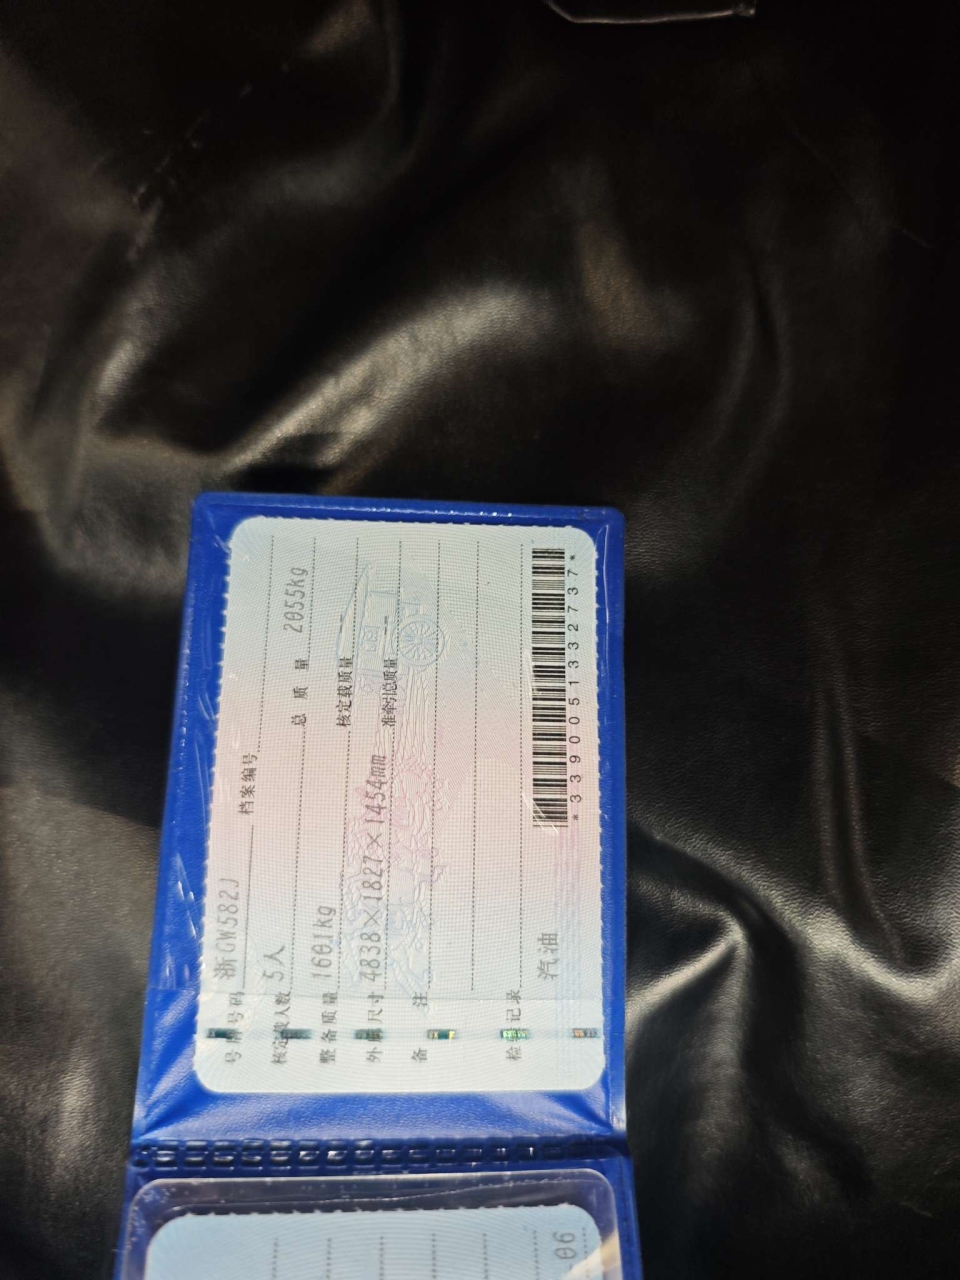 号牌号码 浙GW582J 档案编号
核定载人数 5人 总质量 2055kg
整备质量 1601kg 核定载质量
外廓尺寸 4838×1827×1454mm 准牵引总质量
备注
检验记录 汽油
*3390051332737*
06